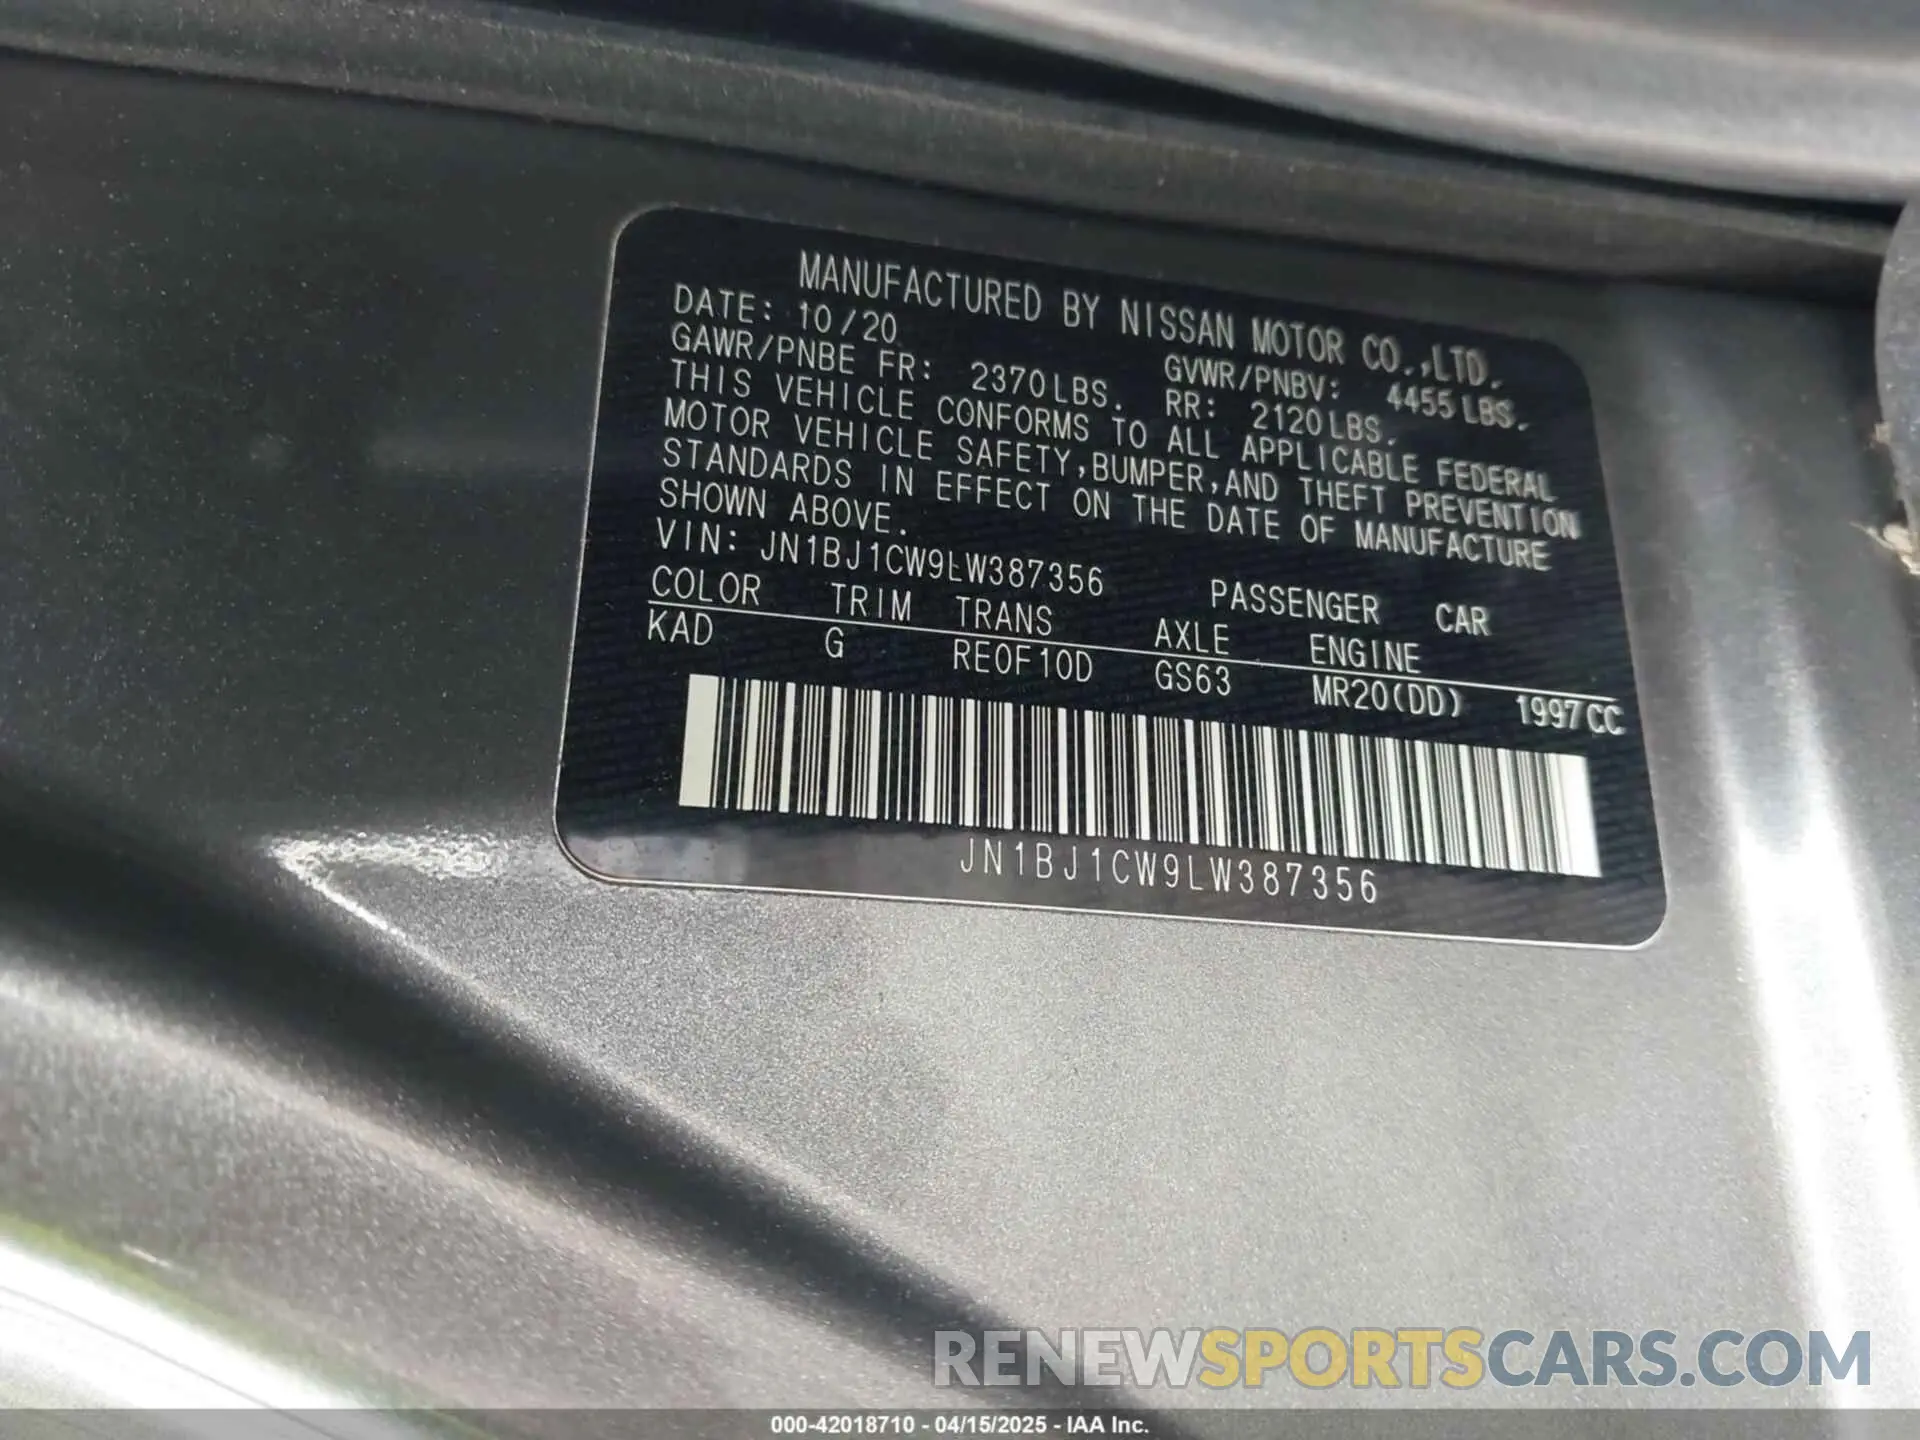 MANUFACTURED BY NISSAN MOTOR CO.,LTD.
DATE: 10/20 GVWR/PNBV: 4455LBS.
GAWR/PNBE FR: 2370LBS. RR: 2120LBS.
THIS VEHICLE CONFORMS TO ALL APPLICABLE FEDERAL
MOTOR VEHICLE SAFETY,BUMPER,AND THEFT PREVENTION
STANDARDS IN EFFECT ON THE DATE OF MANUFACTURE
SHOWN ABOVE.
VIN: JN1BJ1CW9LW387356 PASSENGER CAR
COLOR TRIM TRANS AXLE ENGINE
KAD G RE0F10D GS63 MR20(DD) 1997CC
JN1BJ1CW9LW387356
RENEWSPORTSCARS.COM
000-42018710 - 04/15/2025 - IAA Inc.